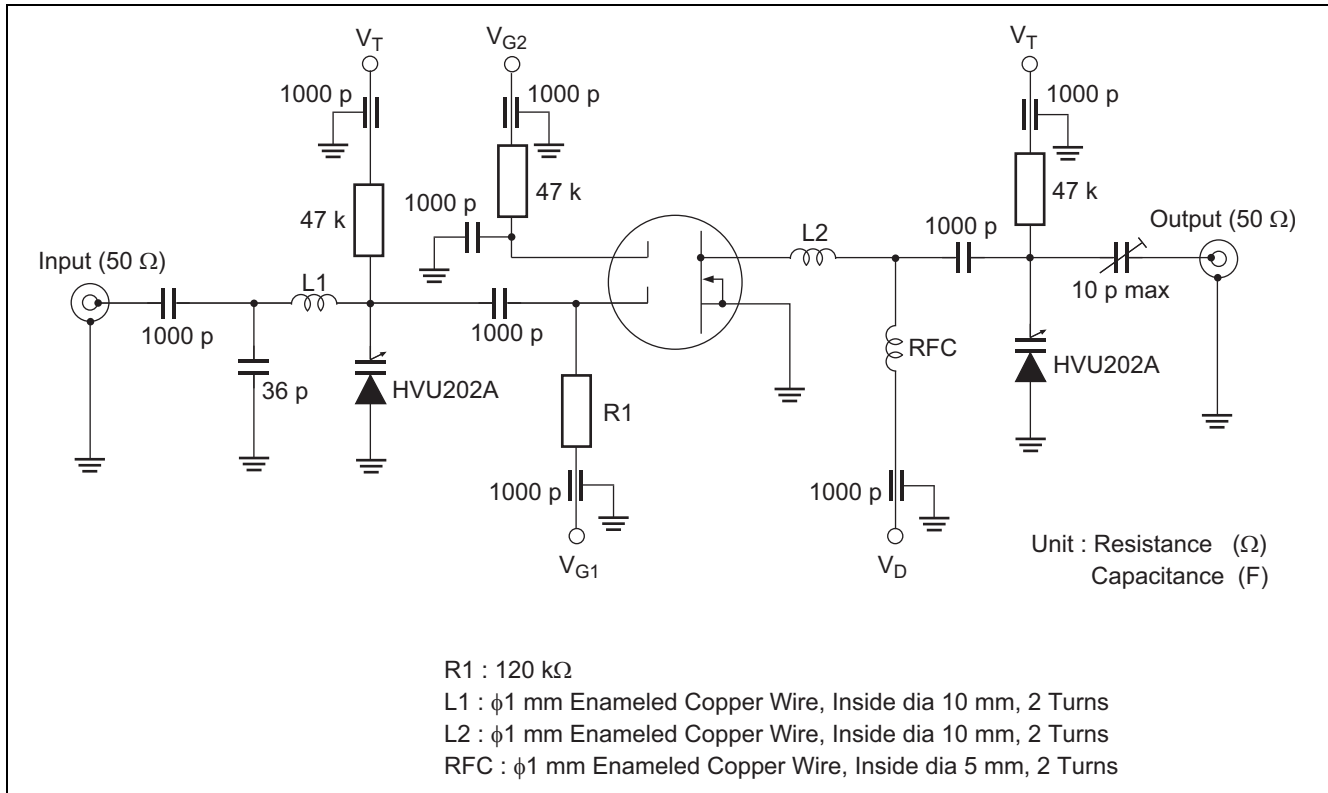 V_T
V_G2
V_T
1000 p
1000 p
1000 p
47 k
1000 p
47 k
47 k
Input (50 Ω)
L1
1000 p
36 p
HVU202A
1000 p
R1
1000 p
V_G1
L2
RFC
1000 p
V_D
1000 p
10 p max
HVU202A
Output (50 Ω)
Unit : Resistance (Ω)
Capacitance (F)
R1 : 120 kΩ
L1 : ϕ1 mm Enameled Copper Wire, Inside dia 10 mm, 2 Turns
L2 : ϕ1 mm Enameled Copper Wire, Inside dia 10 mm, 2 Turns
RFC : ϕ1 mm Enameled Copper Wire, Inside dia 5 mm, 2 Turns